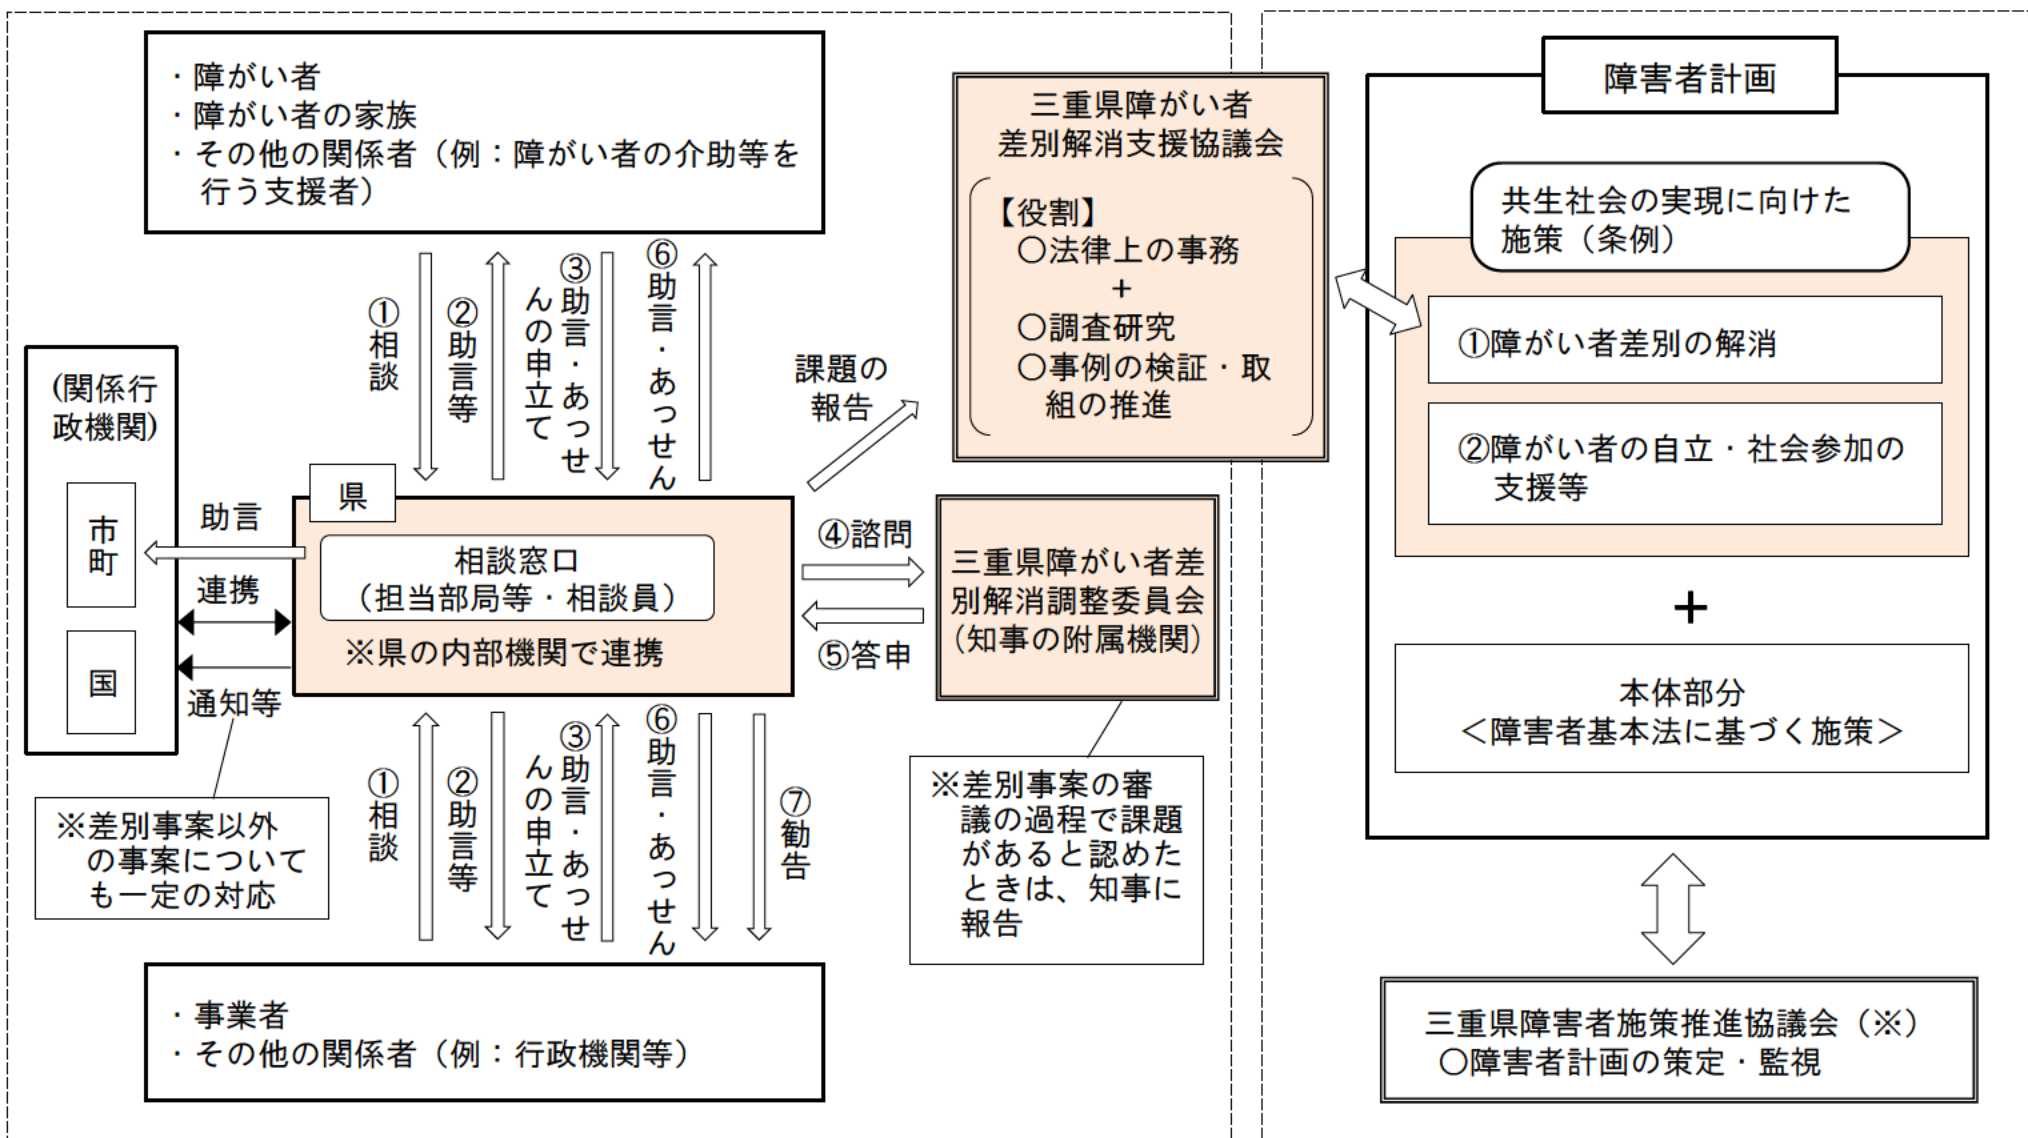 ・障がい者
・障がい者の家族
・その他の関係者（例：障がい者の介助等を
行う支援者）
①相談
②助言等
③助言・あっせ
んの申立て
⑥助言・あっせん
(関係行
政機関)
市町
国
助言
連携
通知等
※差別事案以外
の事案について
も一定の対応
県
相談窓口
（担当部局等・相談員）
※県の内部機関で連携
課題の
報告
④諮問
⑤答申
三重県障がい者
差別解消支援協議会
【役割】
○法律上の事務
+
○調査研究
○事例の検証・取
組の推進
三重県障がい者差
別解消調整委員会
（知事の附属機関）
※差別事案の審
議の過程で課題
があると認めた
ときは、知事に
報告
①相談
②助言等
③助言・あっせ
んの申立て
⑥助言・あっせん
⑦勧告
・事業者
・その他の関係者（例：行政機関等）
障害者計画
共生社会の実現に向けた
施策（条例）
①障がい者差別の解消
②障がい者の自立・社会参加の
支援等
+
本体部分
＜障害者基本法に基づく施策＞
三重県障害者施策推進協議会（※）
○障害者計画の策定・監視